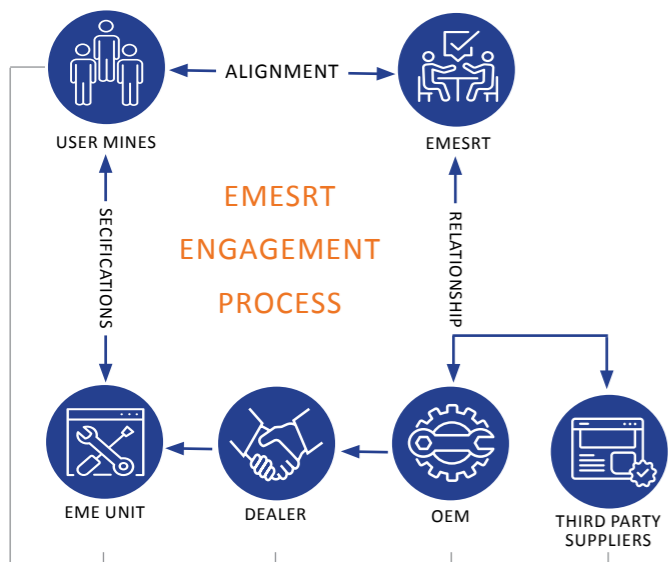 ALIGNMENT
USER MINES
EMESRT
EMESRT
ENGAGEMENT
PROCESS
SECIFICATIONS
RELATIONSHIP
EME UNIT
DEALER
OEM
THIRD PARTY
SUPPLIERS